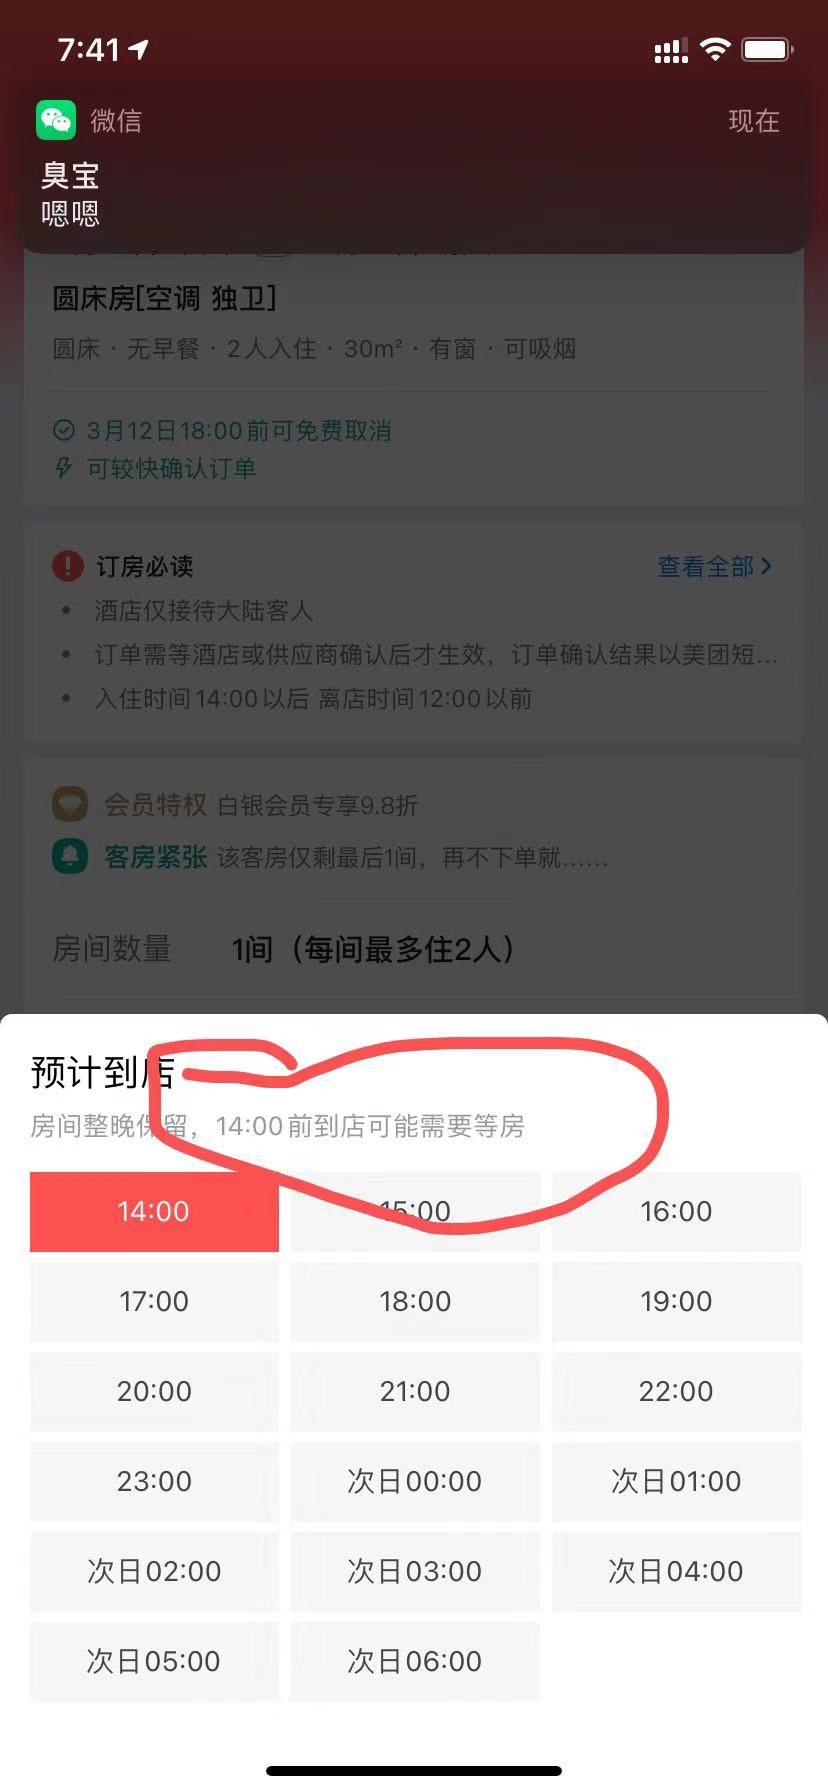 7:41
微信 现在
臭宝
嗯嗯
圆床房[空调 独卫]
圆床 · 无早餐 · 2人入住 · 30m² · 有窗 · 可吸烟
3月12日18:00前可免费取消
可较快确认订单
订房必读 查看全部
• 酒店仅接待大陆客人
• 订单需等酒店或供应商确认后才生效，订单确认结果以美团短...
• 入住时间14:00以后 离店时间12:00以前
会员特权 白银会员专享9.8折
客房紧张 该客房仅剩最后1间，再不下单就......
房间数量 1间（每间最多住2人）
预计到店
房间整晚保留，14:00前到店可能需要等房
14:00 15:00 16:00
17:00 18:00 19:00
20:00 21:00 22:00
23:00 次日00:00 次日01:00
次日02:00 次日03:00 次日04:00
次日05:00 次日06:00